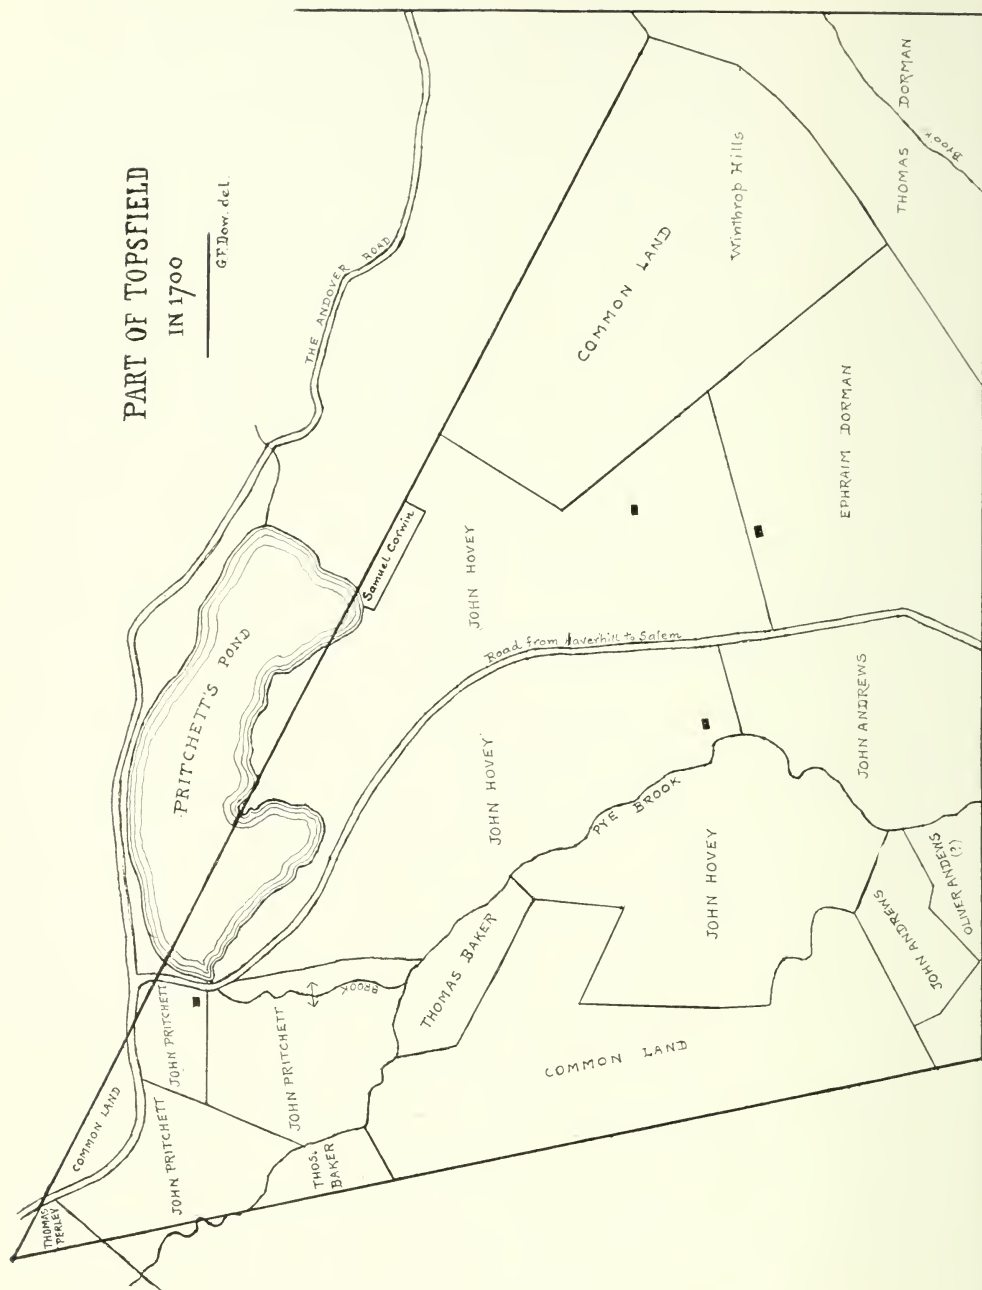 PART OF TOPSFIELD
IN 1700
G.F. Dow. del.
THE ANDOVER ROAD
PRITCHETT'S POND
Samuel Corwin
COMMON LAND
Winthrop Hills
THOMAS DORMAN
Brook
EPHRAIM DORMAN
JOHN HOVEY
Road from Haverhill to Salem
JOHN HOVEY
PYE BROOK
JOHN ANDREWS
JOHN HOVEY
JOHN ANDREWS
OLIVER ANDEWS
(?)
THOMAS BAKER
COMMON LAND
BROOK
JOHN PRITCHETT
JOHN PRITCHETT
JOHN PRITCHETT
THOS.
BAKER
COMMON LAND
THOMAS
PERLEY